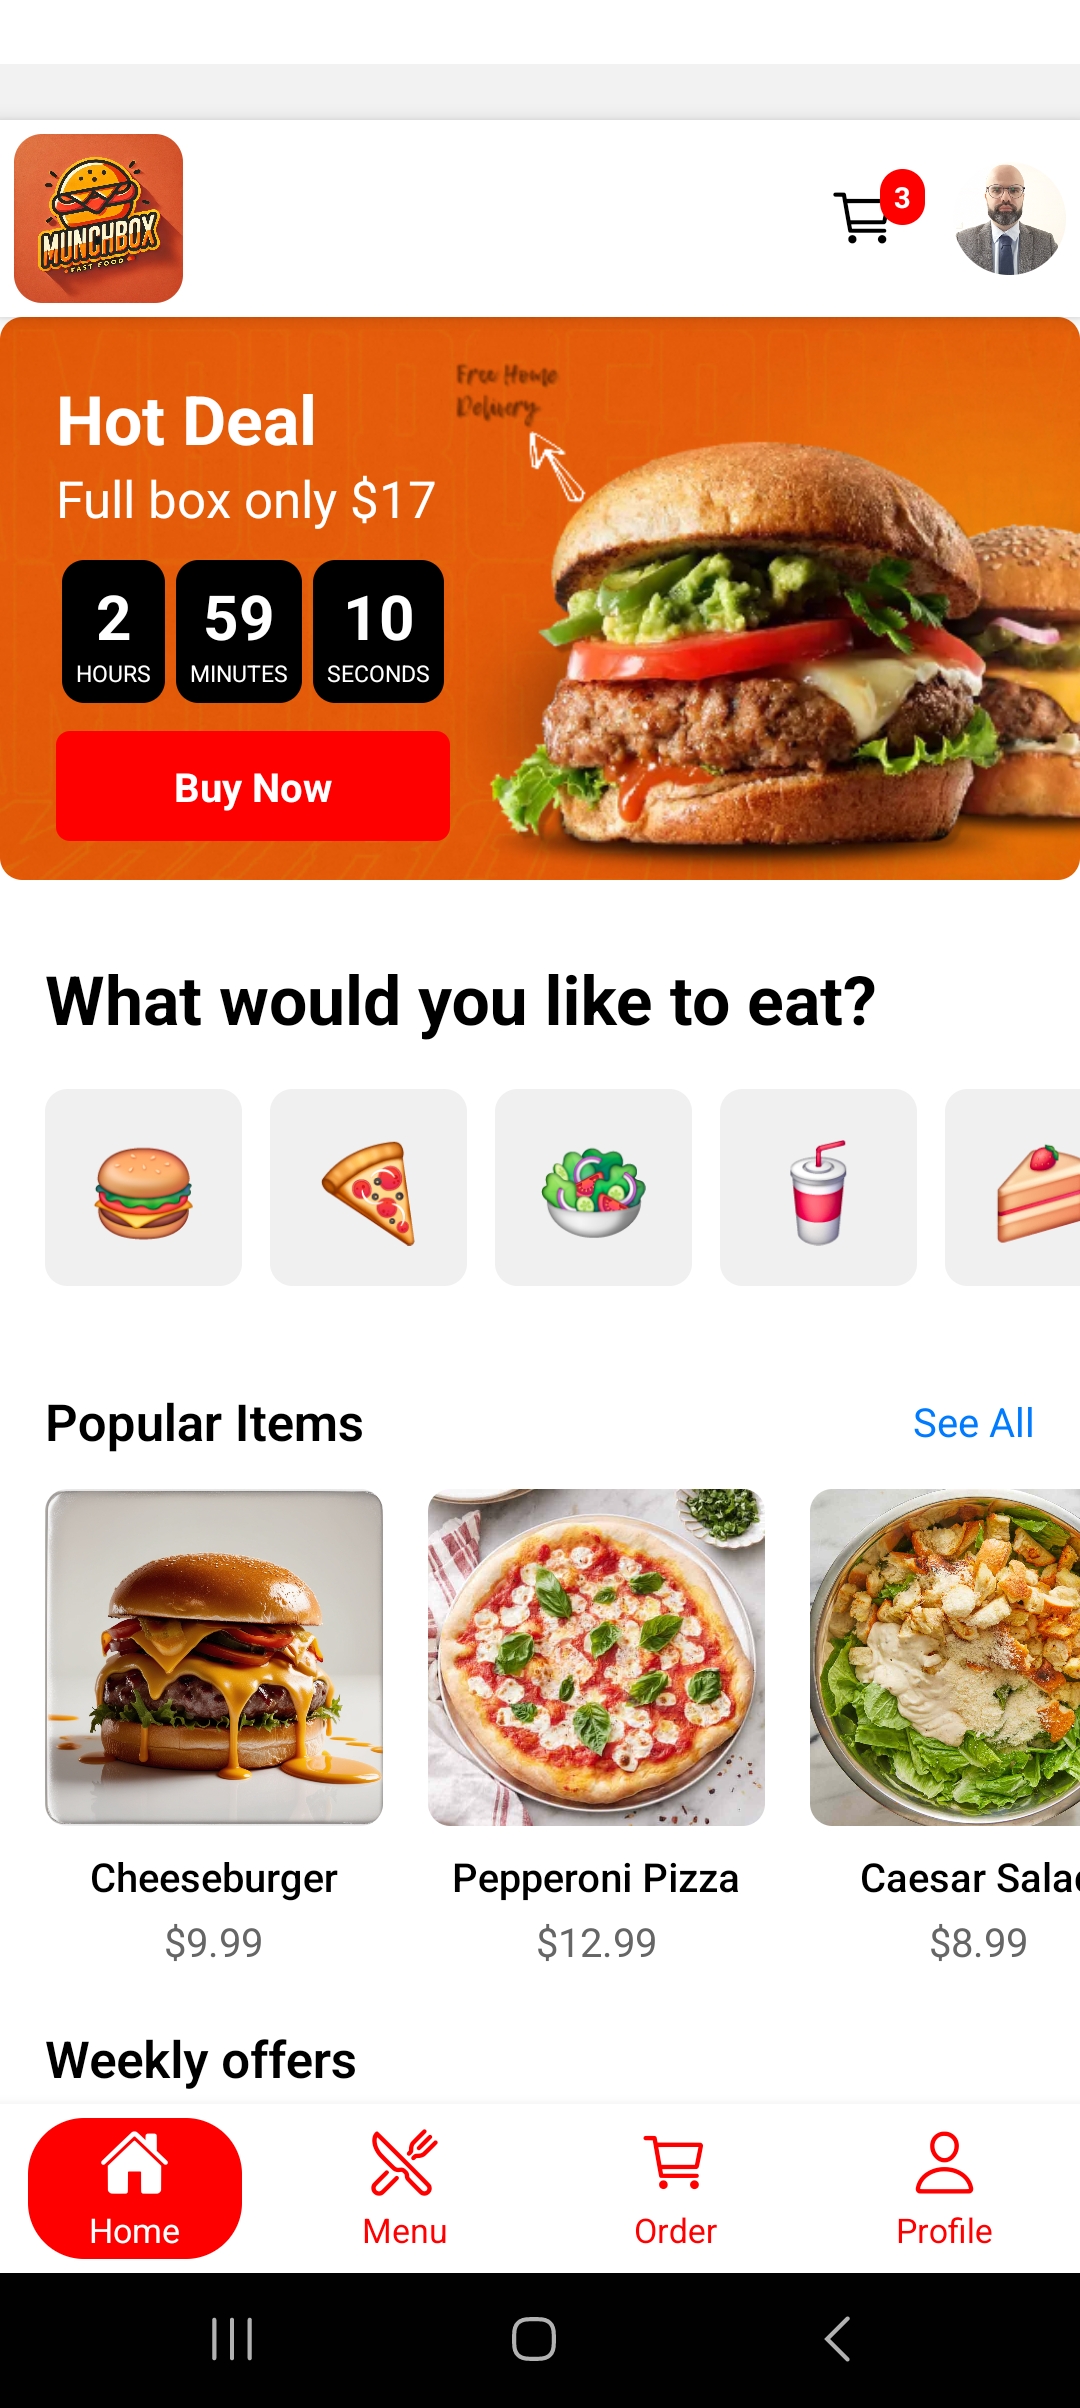 MUNCHBOX
FAST FOOD
3
Free Home
Delivery
Hot Deal
Full box only $17
2 59 10
HOURS MINUTES SECONDS
Buy Now
What would you like to eat?
Popular Items See All
Cheeseburger Pepperoni Pizza Caesar Salad
$9.99 $12.99 $8.99
Weekly offers
Home Menu Order Profile